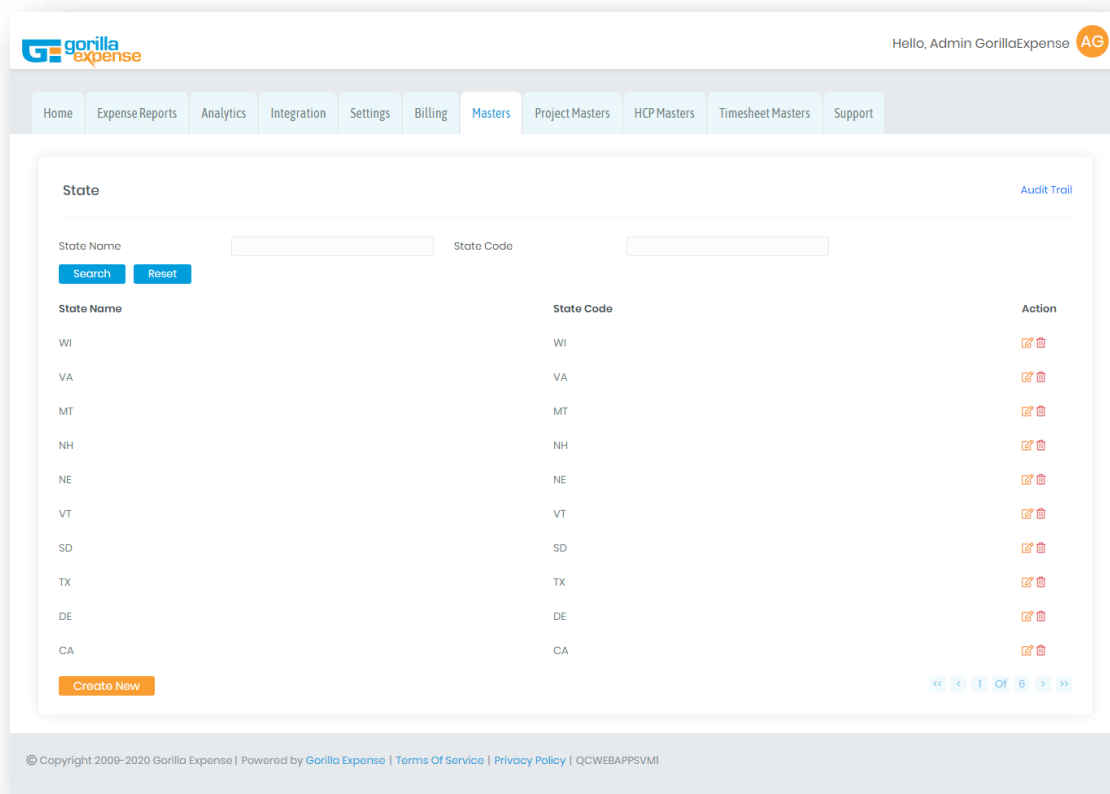 gorilla
expense
Hello, Admin GorillaExpense AG
Home Expense Reports Analytics Integration Settings Billing Masters Project Masters HCP Masters Timesheet Masters Support
State Audit Trail
State Name State Code
Search Reset
State Name State Code Action
WI WI
VA VA
MT MT
NH NH
NE NE
VT VT
SD SD
TX TX
DE DE
CA CA
Create New << < 1 Of 6 > >>
© Copyright 2009-2020 Gorilla Expense | Powered by Gorilla Expense | Terms Of Service | Privacy Policy | QCWEBAPPSVM1